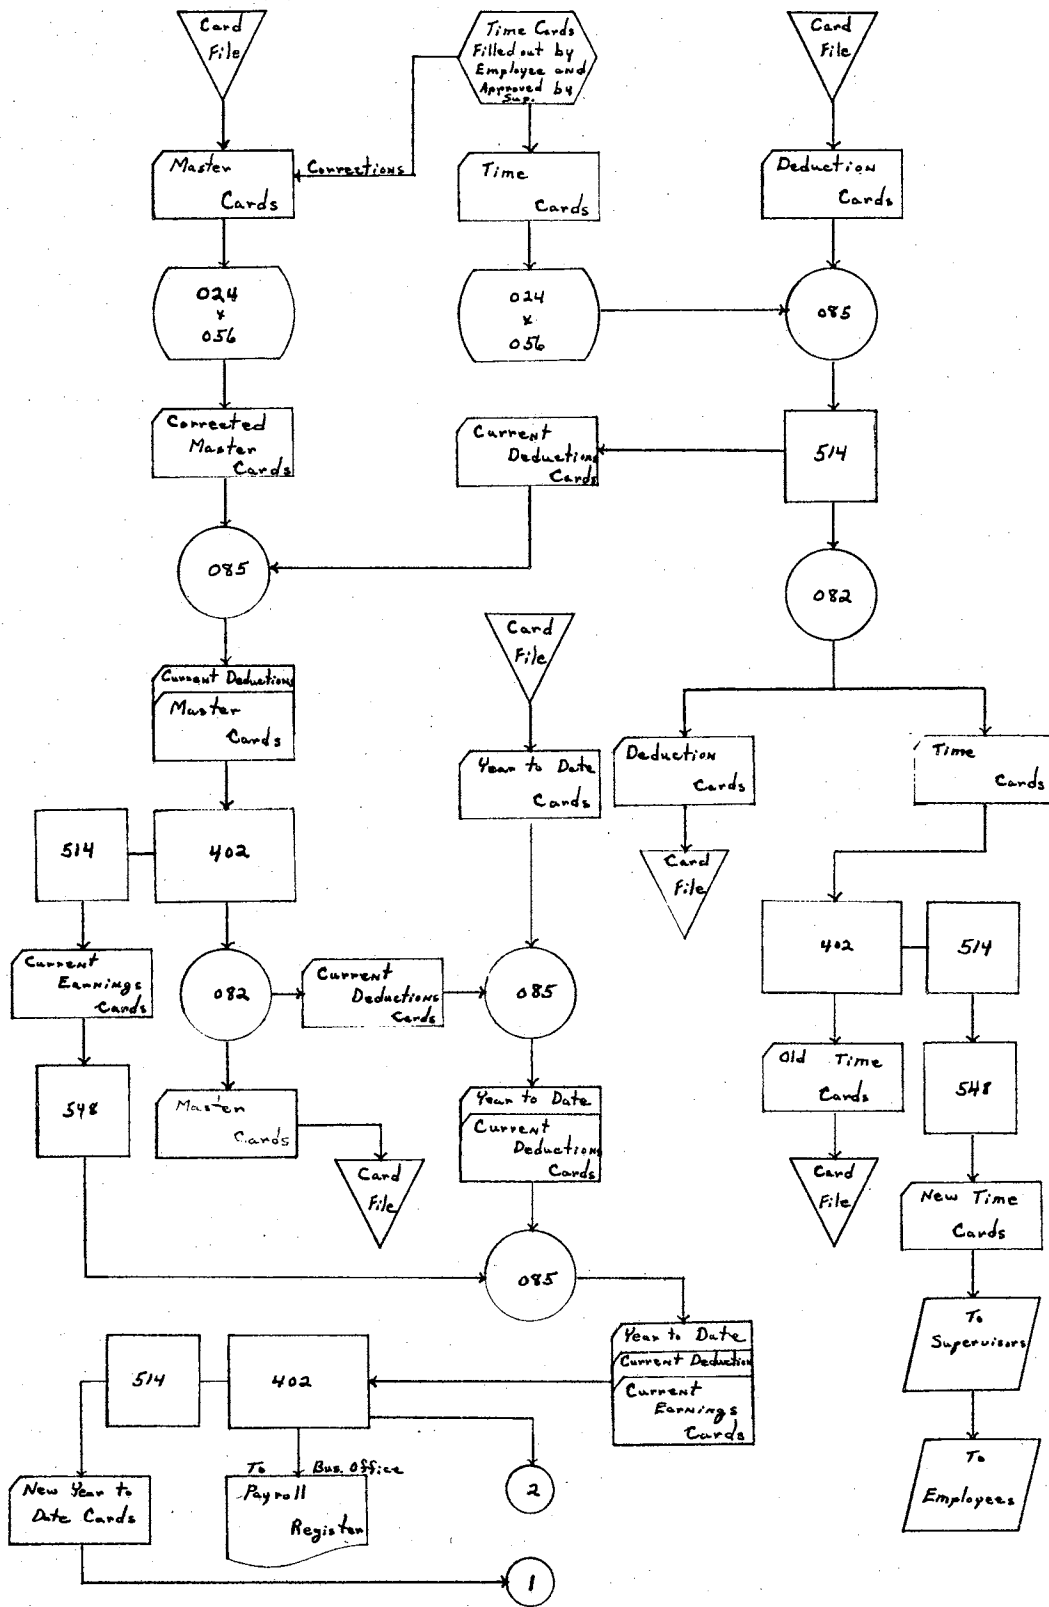 Card
File
Time Cards
Filled out by
Employee and
Approved by
Sup.
Card
File
Master
Cards
Corrections
Time
Cards
Deduction
Cards
024
&
056
024
&
056
085
Corrected
Master
Cards
Current
Deductions
Cards
514
085
082
Card
File
Current Deductions
Master
Cards
Year to Date
Cards
Deduction
Cards
Time
Cards
514
402
Card
File
402
514
Current
Earnings
Cards
082
Current
Deductions
Cards
085
Old Time
Cards
548
548
Master
Cards
Year to Date
Current
Deductions
Cards
Card
File
Card
File
New Time
Cards
085
To
Supervisors
Year to Date
Current Deduction
Current
Earnings
Cards
514
402
To Bus. Office
2
To
Employees
New Year to
Date Cards
Payroll
Register
1